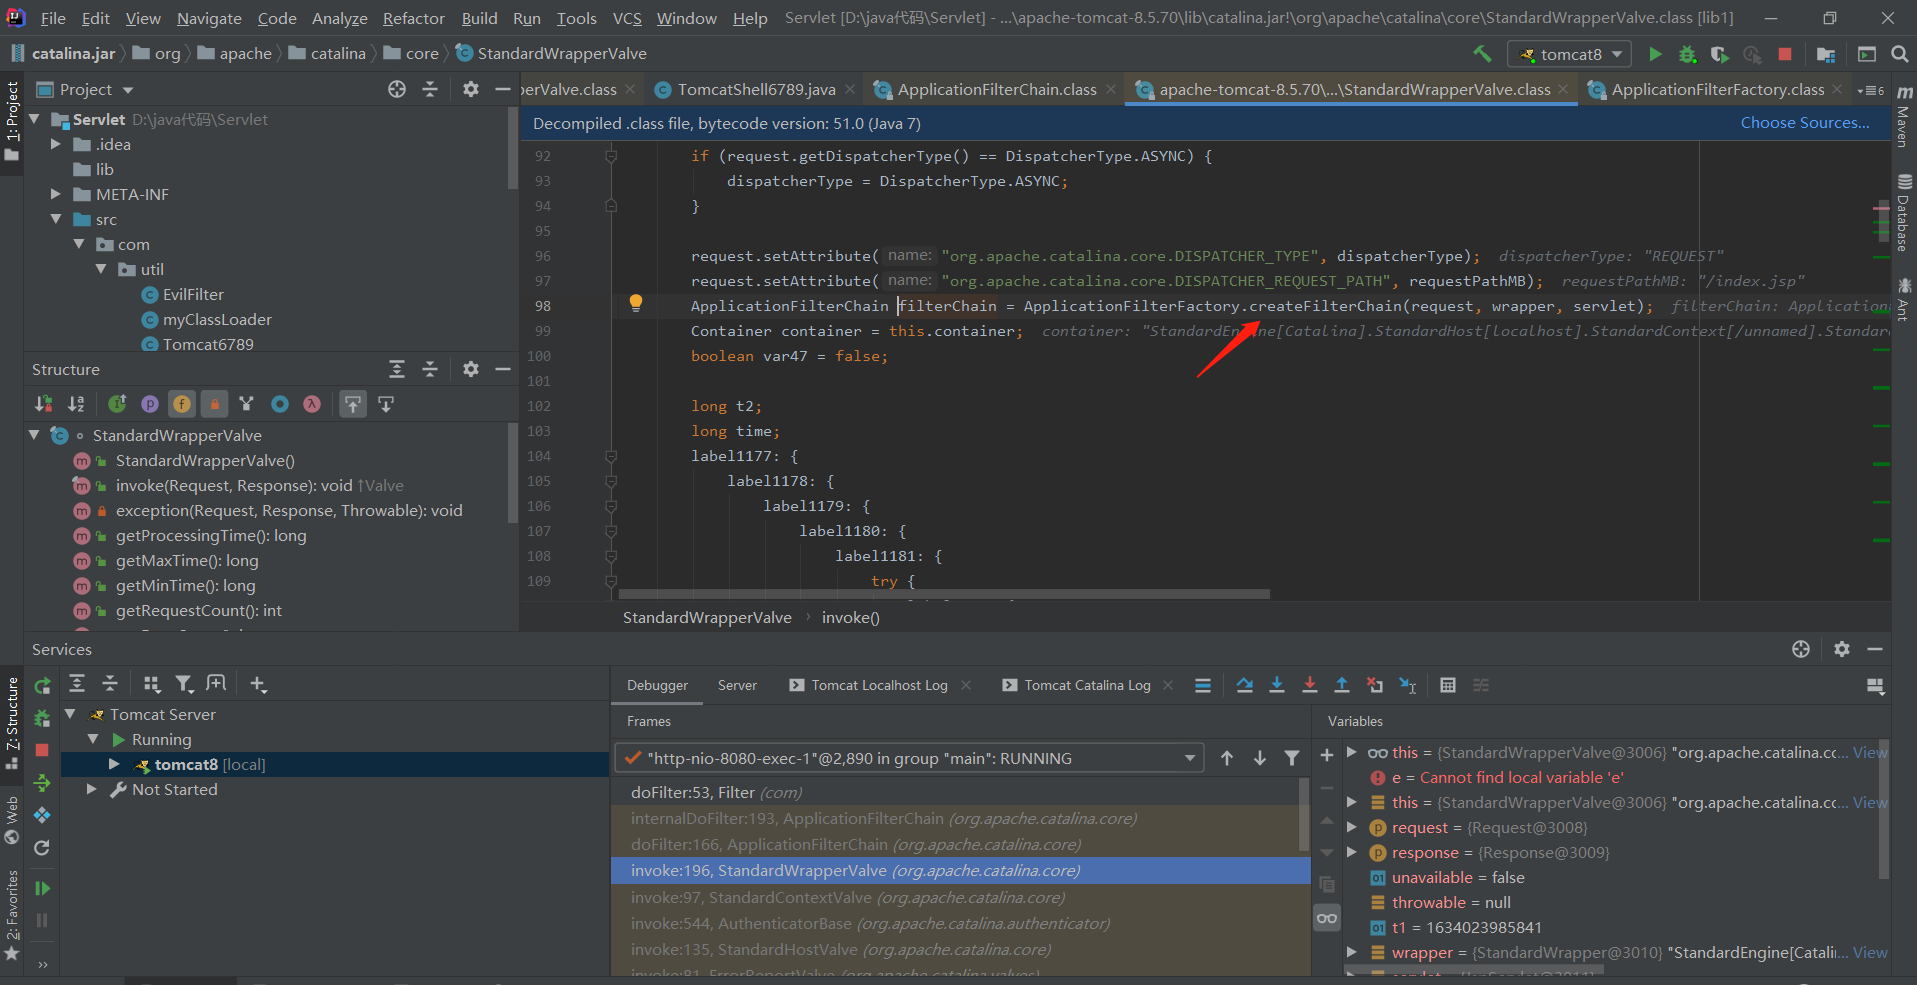 File Edit View Navigate Code Analyze Refactor Build Run Tools VCS Window Help Servlet [D:\java代码\Servlet] - ...\apache-tomcat-8.5.70\lib\catalina.jar!\org\apache\catalina\core\StandardWrapperValve.class [lib1]
catalina.jar org apache catalina core StandardWrapperValve
tomcat8
1: Project
Project
perValve.class TomcatShell6789.java ApplicationFilterChain.class apache-tomcat-8.5.70\...\StandardWrapperValve.class ApplicationFilterFactory.class 6
Servlet D:\java代码\Servlet
.idea
lib
META-INF
src
com
util
EvilFilter
myClassLoader
Tomcat6789
Decompiled .class file, bytecode version: 51.0 (Java 7) Choose Sources...
92 if (request.getDispatcherType() == DispatcherType.ASYNC) {
93 dispatcherType = DispatcherType.ASYNC;
94 }
95
96 request.setAttribute( name: "org.apache.catalina.core.DISPATCHER_TYPE", dispatcherType); dispatcherType: "REQUEST"
97 request.setAttribute( name: "org.apache.catalina.core.DISPATCHER_REQUEST_PATH", requestPathMB); requestPathMB: "/index.jsp"
98 ApplicationFilterChain filterChain = ApplicationFilterFactory.createFilterChain(request, wrapper, servlet); filterChain: Application
99 Container container = this.container; container: "StandardEngine[Catalina].StandardHost[localhost].StandardContext[/unnamed].Standar
100 boolean var47 = false;
101
102 long t2;
103 long time;
104 label1177: {
105 label1178: {
106 label1179: {
107 label1180: {
108 label1181: {
109 try {
StandardWrapperValve invoke()
Maven
Database
Ant
Structure
StandardWrapperValve
StandardWrapperValve()
invoke(Request, Response): void ↑Valve
exception(Request, Response, Throwable): void
getProcessingTime(): long
getMaxTime(): long
getMinTime(): long
getRequestCount(): int
Services
7: Structure
Web
2: Favorites
Tomcat Server
Running
tomcat8 [local]
Not Started
Debugger Server Tomcat Localhost Log Tomcat Catalina Log
Frames
"http-nio-8080-exec-1"@2,890 in group "main": RUNNING
doFilter:53, Filter (com)
internalDoFilter:193, ApplicationFilterChain (org.apache.catalina.core)
doFilter:166, ApplicationFilterChain (org.apache.catalina.core)
invoke:196, StandardWrapperValve (org.apache.catalina.core)
invoke:97, StandardContextValve (org.apache.catalina.core)
invoke:544, AuthenticatorBase (org.apache.catalina.authenticator)
invoke:135, StandardHostValve (org.apache.catalina.core)
invoke:81, ErrorReportValve (org.apache.catalina.valves)
Variables
this = {StandardWrapperValve@3006} "org.apache.catalina.cc... View
e = Cannot find local variable 'e'
this = {StandardWrapperValve@3006} "org.apache.catalina.cc... View
request = {Request@3008}
response = {Response@3009}
unavailable = false
throwable = null
t1 = 1634023985841
wrapper = {StandardWrapper@3010} "StandardEngine[Catali... View
servlet = {JspServlet@3011}